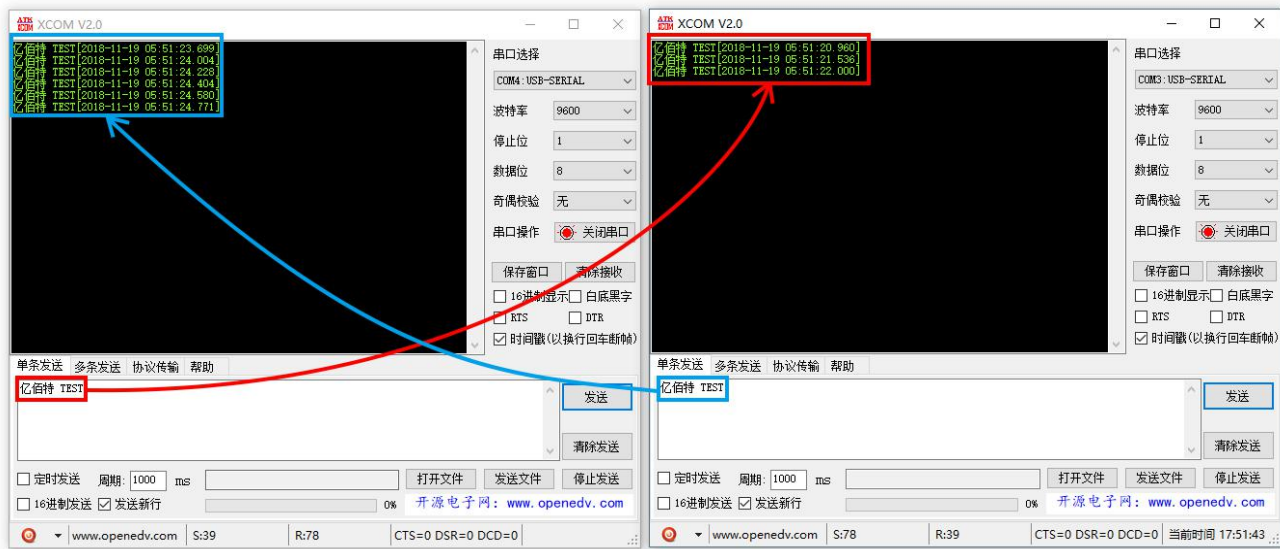 XCOM V2.0
亿佰特 TEST[2018-11-19 05:51:23.699]
亿佰特 TEST[2018-11-19 05:51:24.004]
亿佰特 TEST[2018-11-19 05:51:24.228]
亿佰特 TEST[2018-11-19 05:51:24.404]
亿佰特 TEST[2018-11-19 05:51:24.580]
亿佰特 TEST[2018-11-19 05:51:24.771]
串口选择
COM4:USB-SERIAL
波特率 9600
停止位 1
数据位 8
奇偶校验 无
串口操作 关闭串口
保存窗口 清除接收
16进制显示 白底黑字
RTS DTR
时间戳(以换行回车断帧)
单条发送 多条发送 协议传输 帮助
亿佰特 TEST
发送
清除发送
定时发送 周期: 1000 ms 打开文件 发送文件 停止发送
16进制发送 发送新行 0% 开源电子网: www.openedv.com
www.openedv.com S:39 R:78 CTS=0 DSR=0 DCD=0
XCOM V2.0
亿佰特 TEST[2018-11-19 05:51:20.960]
亿佰特 TEST[2018-11-19 05:51:21.536]
亿佰特 TEST[2018-11-19 05:51:22.000]
串口选择
COM3:USB-SERIAL
波特率 9600
停止位 1
数据位 8
奇偶校验 无
串口操作 关闭串口
保存窗口 清除接收
16进制显示 白底黑字
RTS DTR
时间戳(以换行回车断帧)
单条发送 多条发送 协议传输 帮助
亿佰特 TEST
发送
清除发送
定时发送 周期: 1000 ms 打开文件 发送文件 停止发送
16进制发送 发送新行 0% 开源电子网: www.openedv.com
www.openedv.com S:78 R:39 CTS=0 DSR=0 DCD=0 当前时间 17:51:43